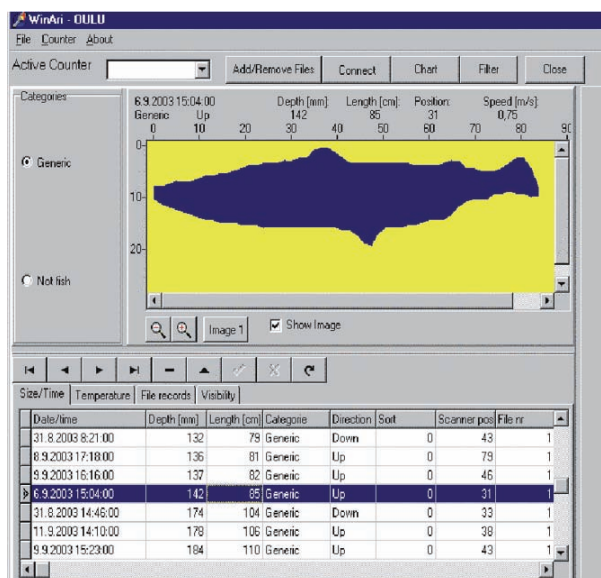 WinAri - OULU
File Counter About
Active Counter Add/Remove Files Connect Chart Filter Close
Categories
Generic
Not fish
6.9.2003 15:04:00 Depth [mm]: Length [cm]: Position: Speed [m/s]:
Generic Up 142 85 31 0,75
0 10 20 30 40 50 60 70 80 90
0-
10-
20-
Image 1 Show Image
Size/Time Temperature File records Visibility
Date/time Depth [mm] Length [cm] Categorie Direction Sort Scanner pos File nr
31.8.2003 8:21:00 132 79 Generic Down 0 43 1
8.9.2003 17:18:00 136 81 Generic Up 0 79 1
9.9.2003 16:16:00 137 82 Generic Up 0 46 1
6.9.2003 15:04:00 142 85 Generic Up 0 31 1
31.8.2003 14:46:00 174 104 Generic Down 0 33 1
11.9.2003 14:10:00 178 106 Generic Up 0 38 1
9.9.2003 15:23:00 184 110 Generic Up 0 43 1